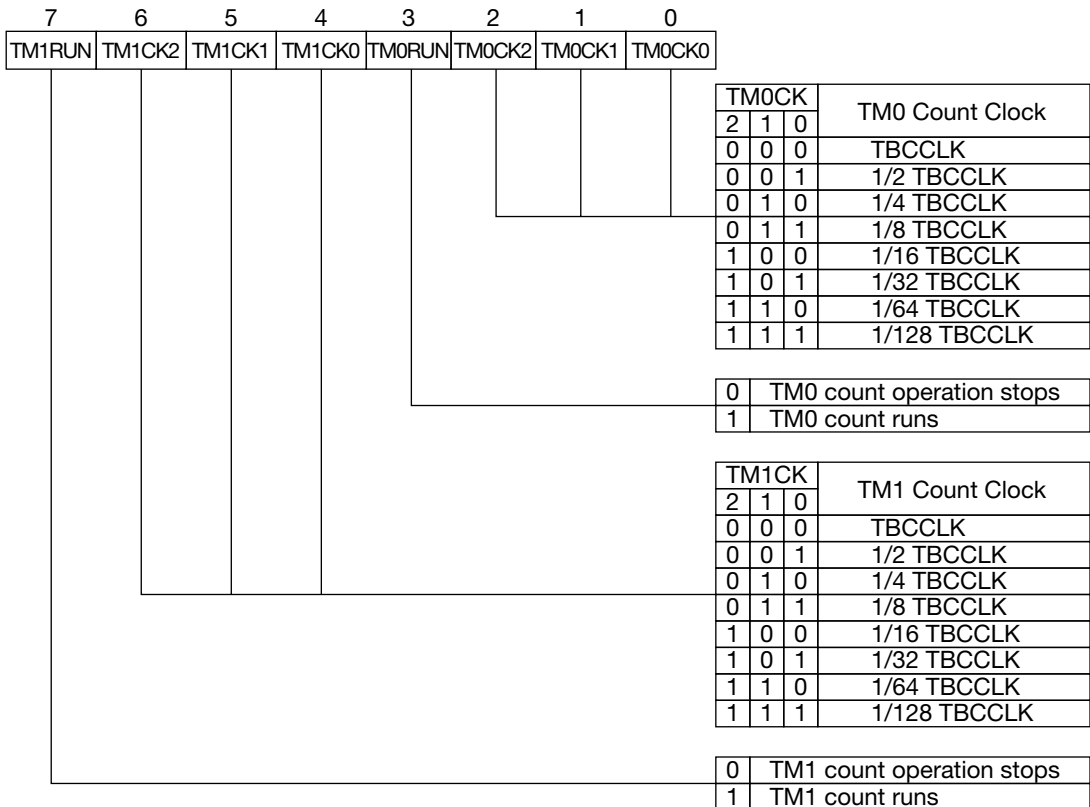 7 6 5 4 3 2 1 0
TM1RUN TM1CK2 TM1CK1 TM1CK0 TM0RUN TM0CK2 TM0CK1 TM0CK0
TM0CK TM0 Count Clock
2 1 0
0 0 0 TBCCLK
0 0 1 1/2 TBCCLK
0 1 0 1/4 TBCCLK
0 1 1 1/8 TBCCLK
1 0 0 1/16 TBCCLK
1 0 1 1/32 TBCCLK
1 1 0 1/64 TBCCLK
1 1 1 1/128 TBCCLK
0 TM0 count operation stops
1 TM0 count runs
TM1CK TM1 Count Clock
2 1 0
0 0 0 TBCCLK
0 0 1 1/2 TBCCLK
0 1 0 1/4 TBCCLK
0 1 1 1/8 TBCCLK
1 0 0 1/16 TBCCLK
1 0 1 1/32 TBCCLK
1 1 0 1/64 TBCCLK
1 1 1 1/128 TBCCLK
0 TM1 count operation stops
1 TM1 count runs